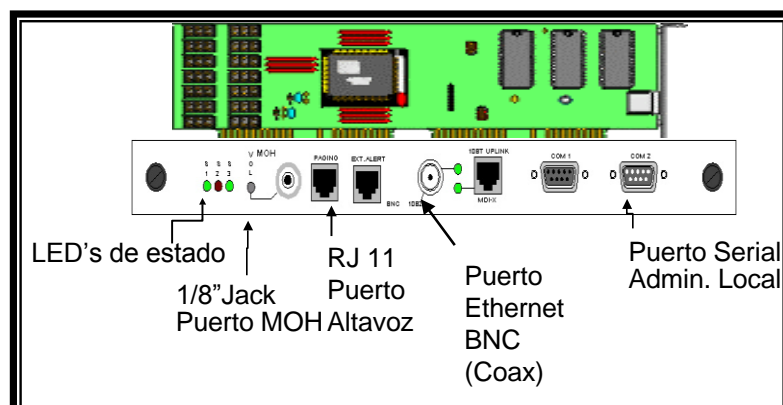 MOH
V
O
L
S S S
1 2 3
PAGING
EXT. ALERT
BNC
10B2
10BT UPLINK
MDI-X
COM 1
COM 2
LED's de estado
1/8"Jack
Puerto MOH
RJ 11
Puerto
Altavoz
Puerto
Ethernet
BNC
(Coax)
Puerto Serial
Admin. Local